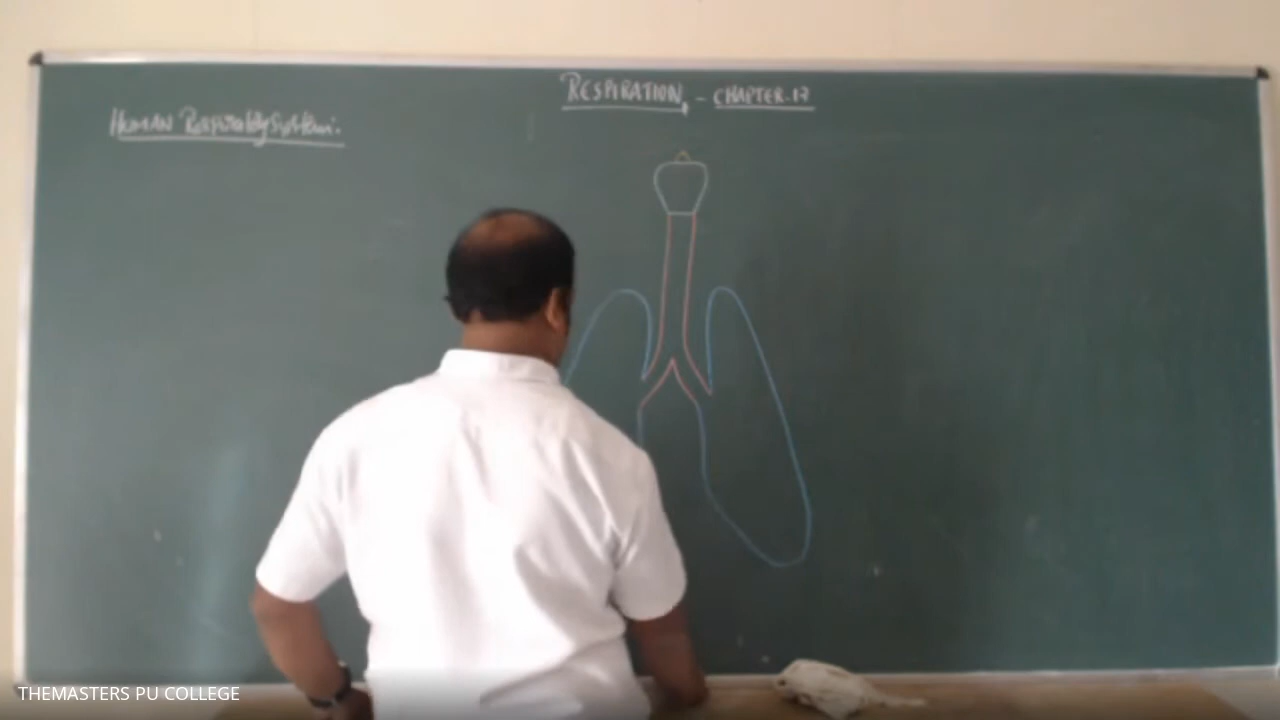 RESPIRATION, - CHAPTER.17
HUMAN Respiratory System:
THEMASTERS PU COLLEGE